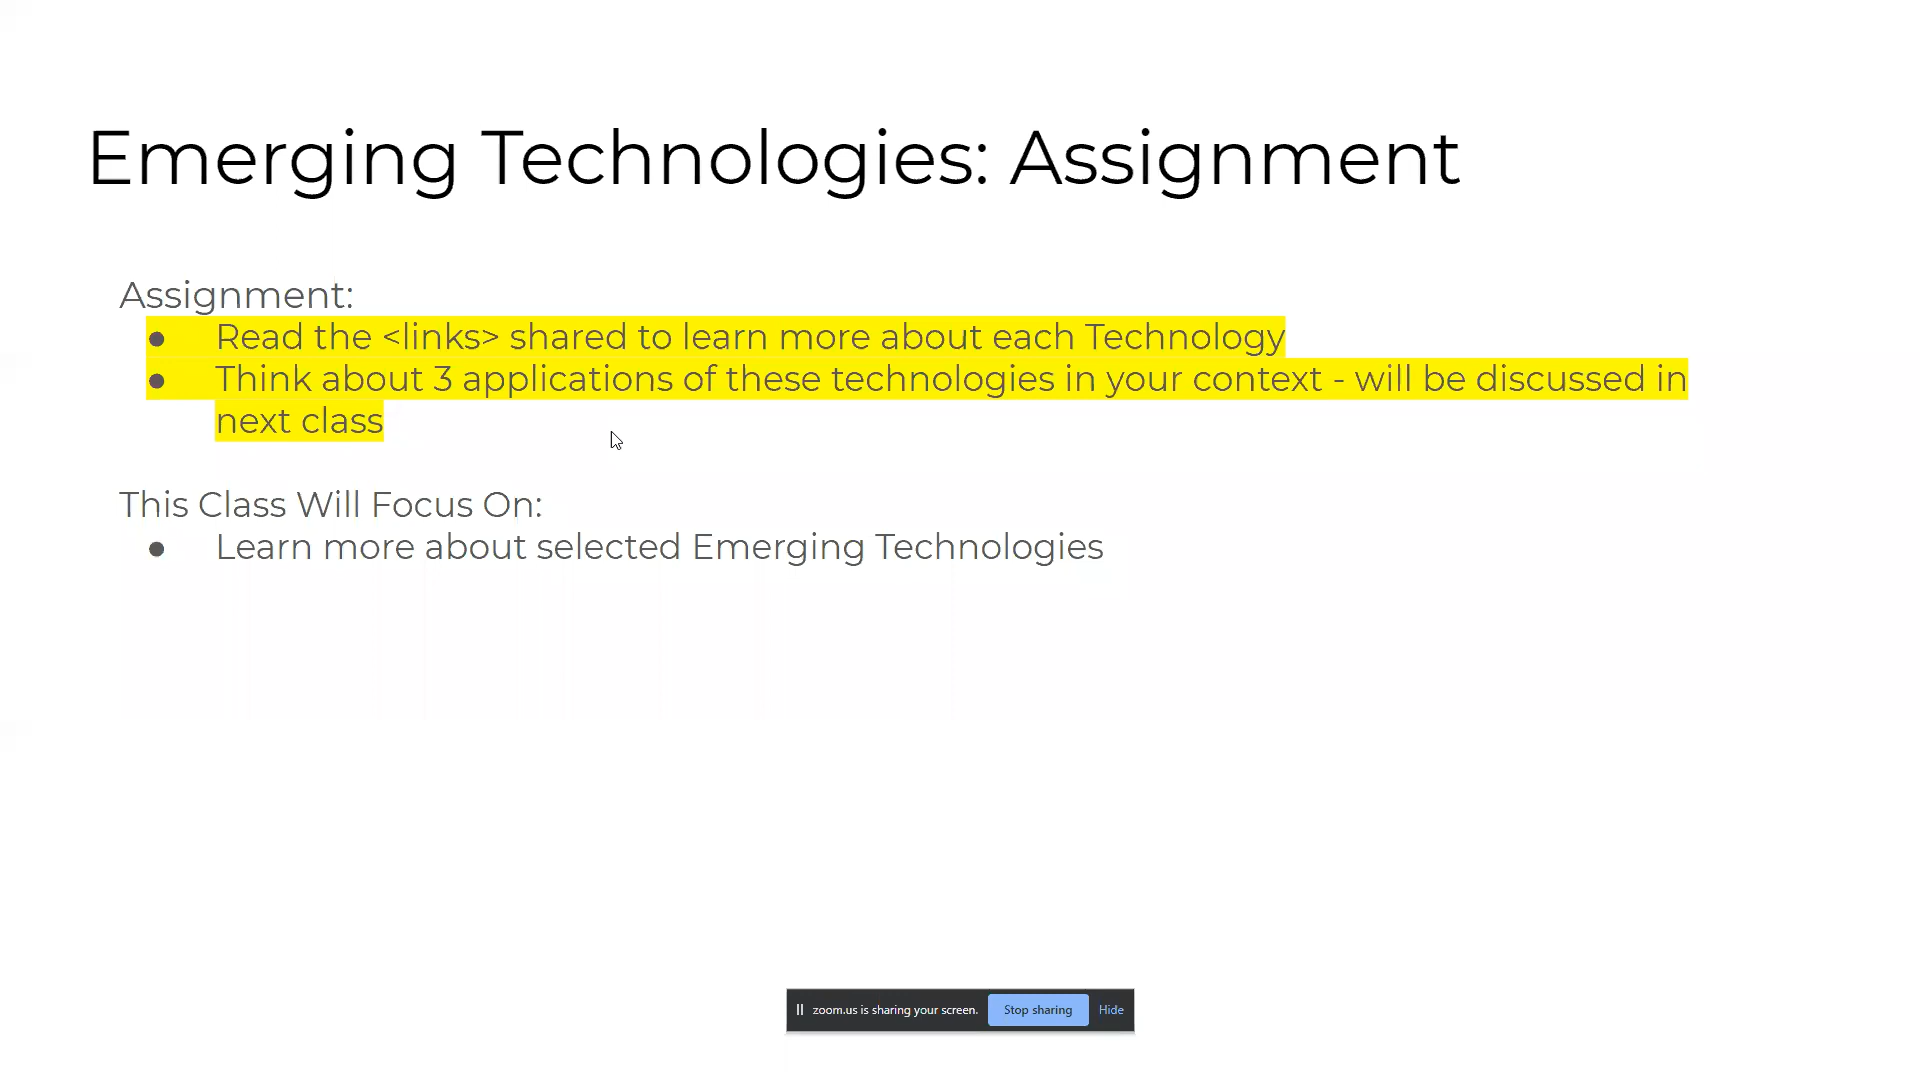 Emerging Technologies: Assignment
Assignment:
● Read the <links> shared to learn more about each Technology
● Think about 3 applications of these technologies in your context - will be discussed in
next class
This Class Will Focus On:
● Learn more about selected Emerging Technologies
zoom.us is sharing your screen. Stop sharing Hide